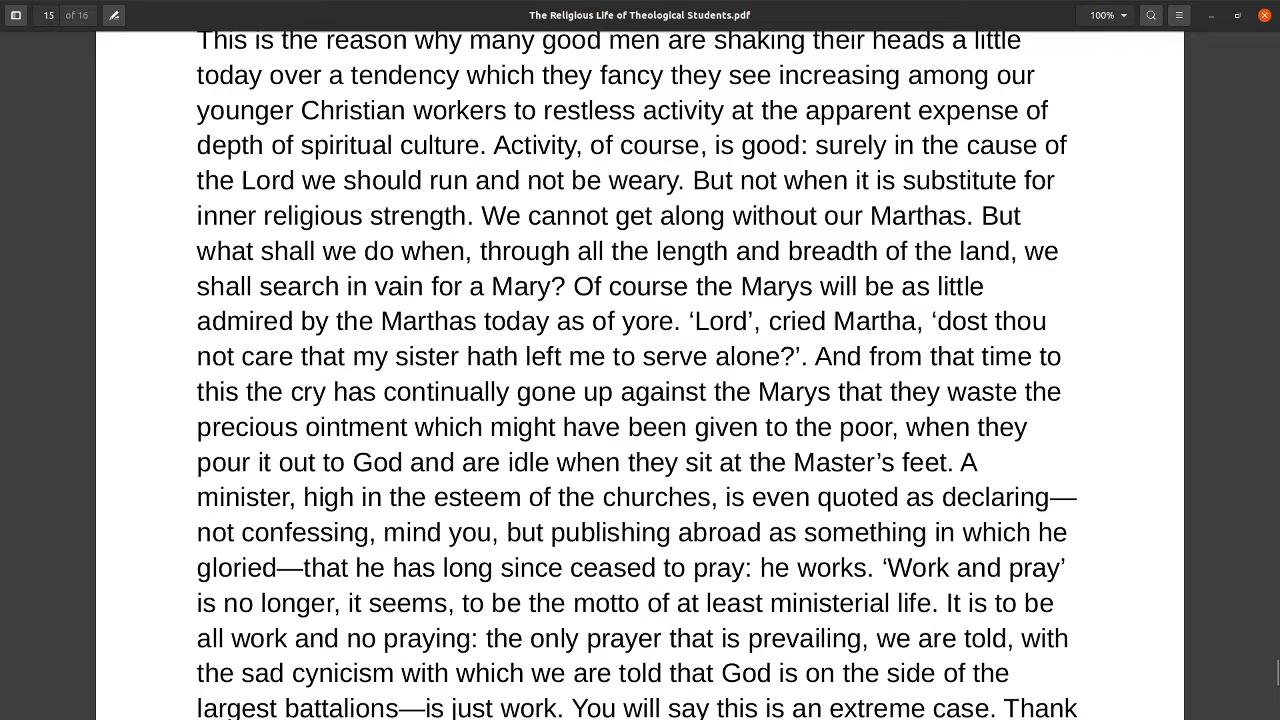 15 of 16
The Religious Life of Theological Students.pdf
100%
This is the reason why many good men are shaking their heads a little
today over a tendency which they fancy they see increasing among our
younger Christian workers to restless activity at the apparent expense of
depth of spiritual culture. Activity, of course, is good: surely in the cause of
the Lord we should run and not be weary. But not when it is substitute for
inner religious strength. We cannot get along without our Marthas. But
what shall we do when, through all the length and breadth of the land, we
shall search in vain for a Mary? Of course the Marys will be as little
admired by the Marthas today as of yore. ‘Lord’, cried Martha, ‘dost thou
not care that my sister hath left me to serve alone?’. And from that time to
this the cry has continually gone up against the Marys that they waste the
precious ointment which might have been given to the poor, when they
pour it out to God and are idle when they sit at the Master’s feet. A
minister, high in the esteem of the churches, is even quoted as declaring—
not confessing, mind you, but publishing abroad as something in which he
gloried—that he has long since ceased to pray: he works. ‘Work and pray’
is no longer, it seems, to be the motto of at least ministerial life. It is to be
all work and no praying: the only prayer that is prevailing, we are told, with
the sad cynicism with which we are told that God is on the side of the
largest battalions—is just work. You will say this is an extreme case. Thank